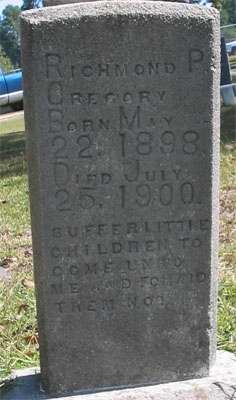 RICHMOND P
GREGORY
BORN MAY
22. 1898
DIED JULY
25. 1900.
SUFFER LITTLE
CHILDREN TO
COME UNTO
ME AND FORBID
THEM NOT